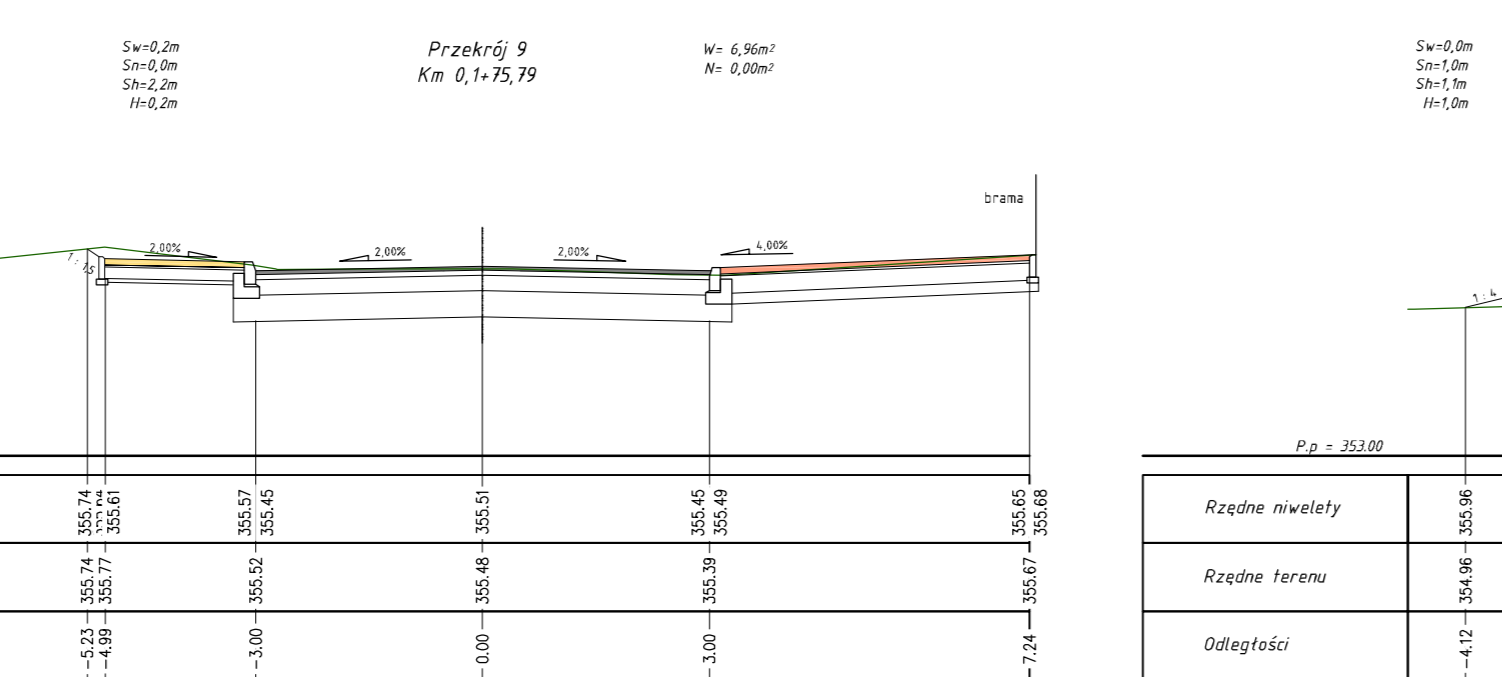 Sw=0,2m
Sn=0,0m
Sh=2,2m
H=0,2m
Przekrój 9
Km 0,1+75,79
W= 6,96m²
N= 0,00m²
Sw=0,0m
Sn=1,0m
Sh=1,1m
H=1,0m
brama
1:1.5
2,00%
2,00%
2,00%
4,00%
1:4
P.p = 353.00
355.74
355.61
355.57
355.45
355.51
355.45
355.49
355.65
355.68
Rzędne niwelety
355.96
355.74
355.77
355.52
355.48
355.39
355.67
Rzędne terenu
354.96
-5.23
-4.99
-3.00
0.00
3.00
7.24
Odległości
-4.12